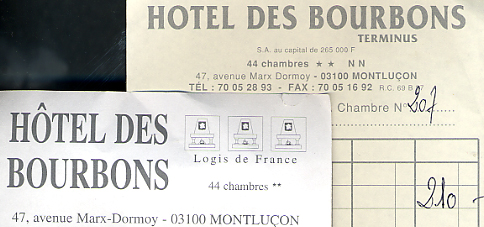 HOTEL DES BOURBONS
TERMINUS
S.A. au capital de 265 000 F
44 chambres ★ ★ N N
47, avenue Marx Dormoy - 03100 MONTLUÇON
TÉL : 70 05 28 93 - FAX : 70 05 16 92 R.C. 69 B
Chambre N° 207
210 -
HÔTEL DES
BOURBONS
Logis de France
44 chambres **
47, avenue Marx-Dormoy - 03100 MONTLUÇON